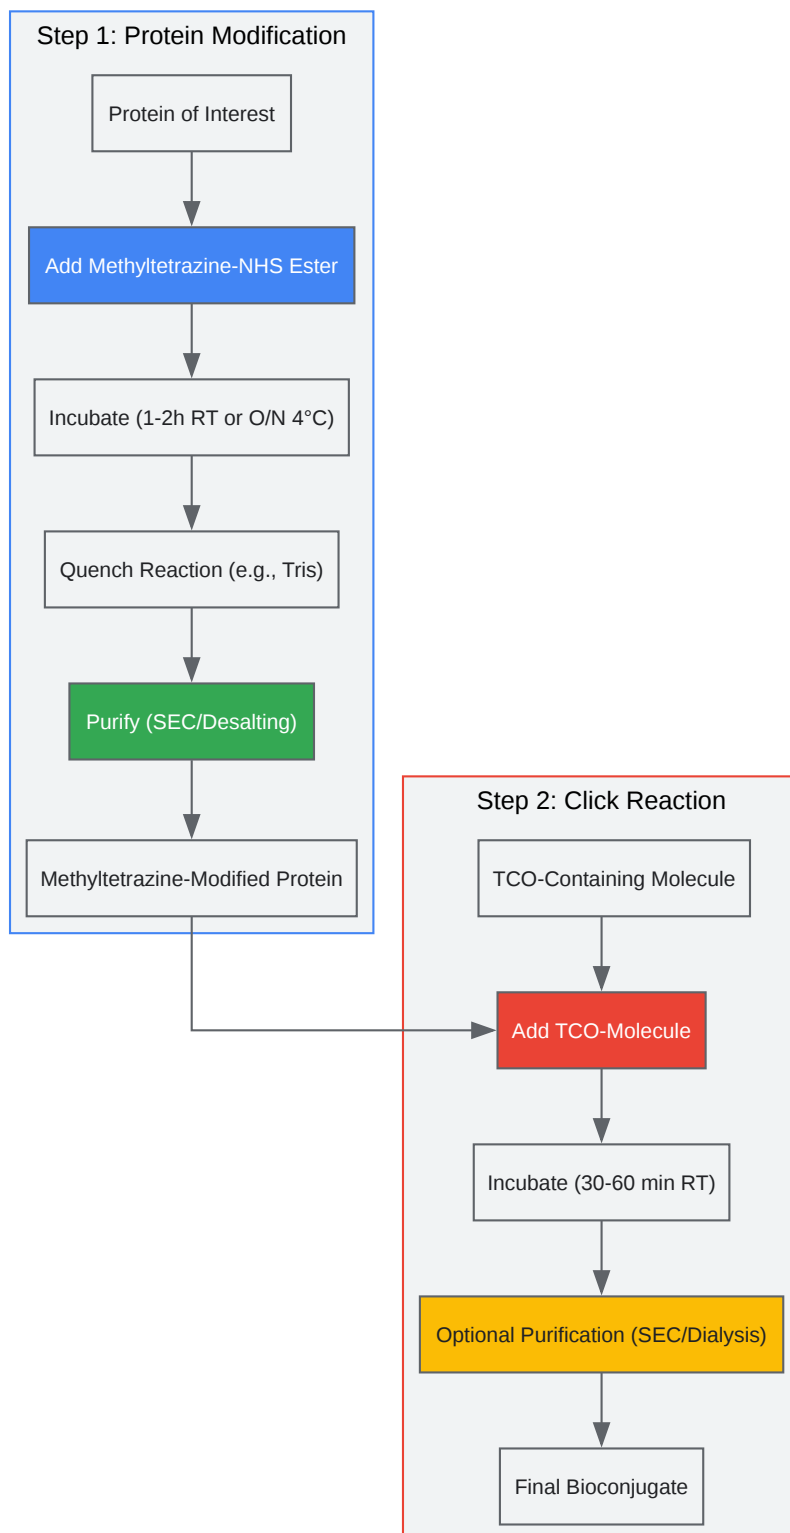 Step 1: Protein Modification
Protein of Interest
Add Methyltetrazine-NHS Ester
Incubate (1-2h RT or O/N 4°C)
Quench Reaction (e.g., Tris)
Purify (SEC/Desalting)
Methyltetrazine-Modified Protein
Step 2: Click Reaction
TCO-Containing Molecule
Add TCO-Molecule
Incubate (30-60 min RT)
Optional Purification (SEC/Dialysis)
Final Bioconjugate